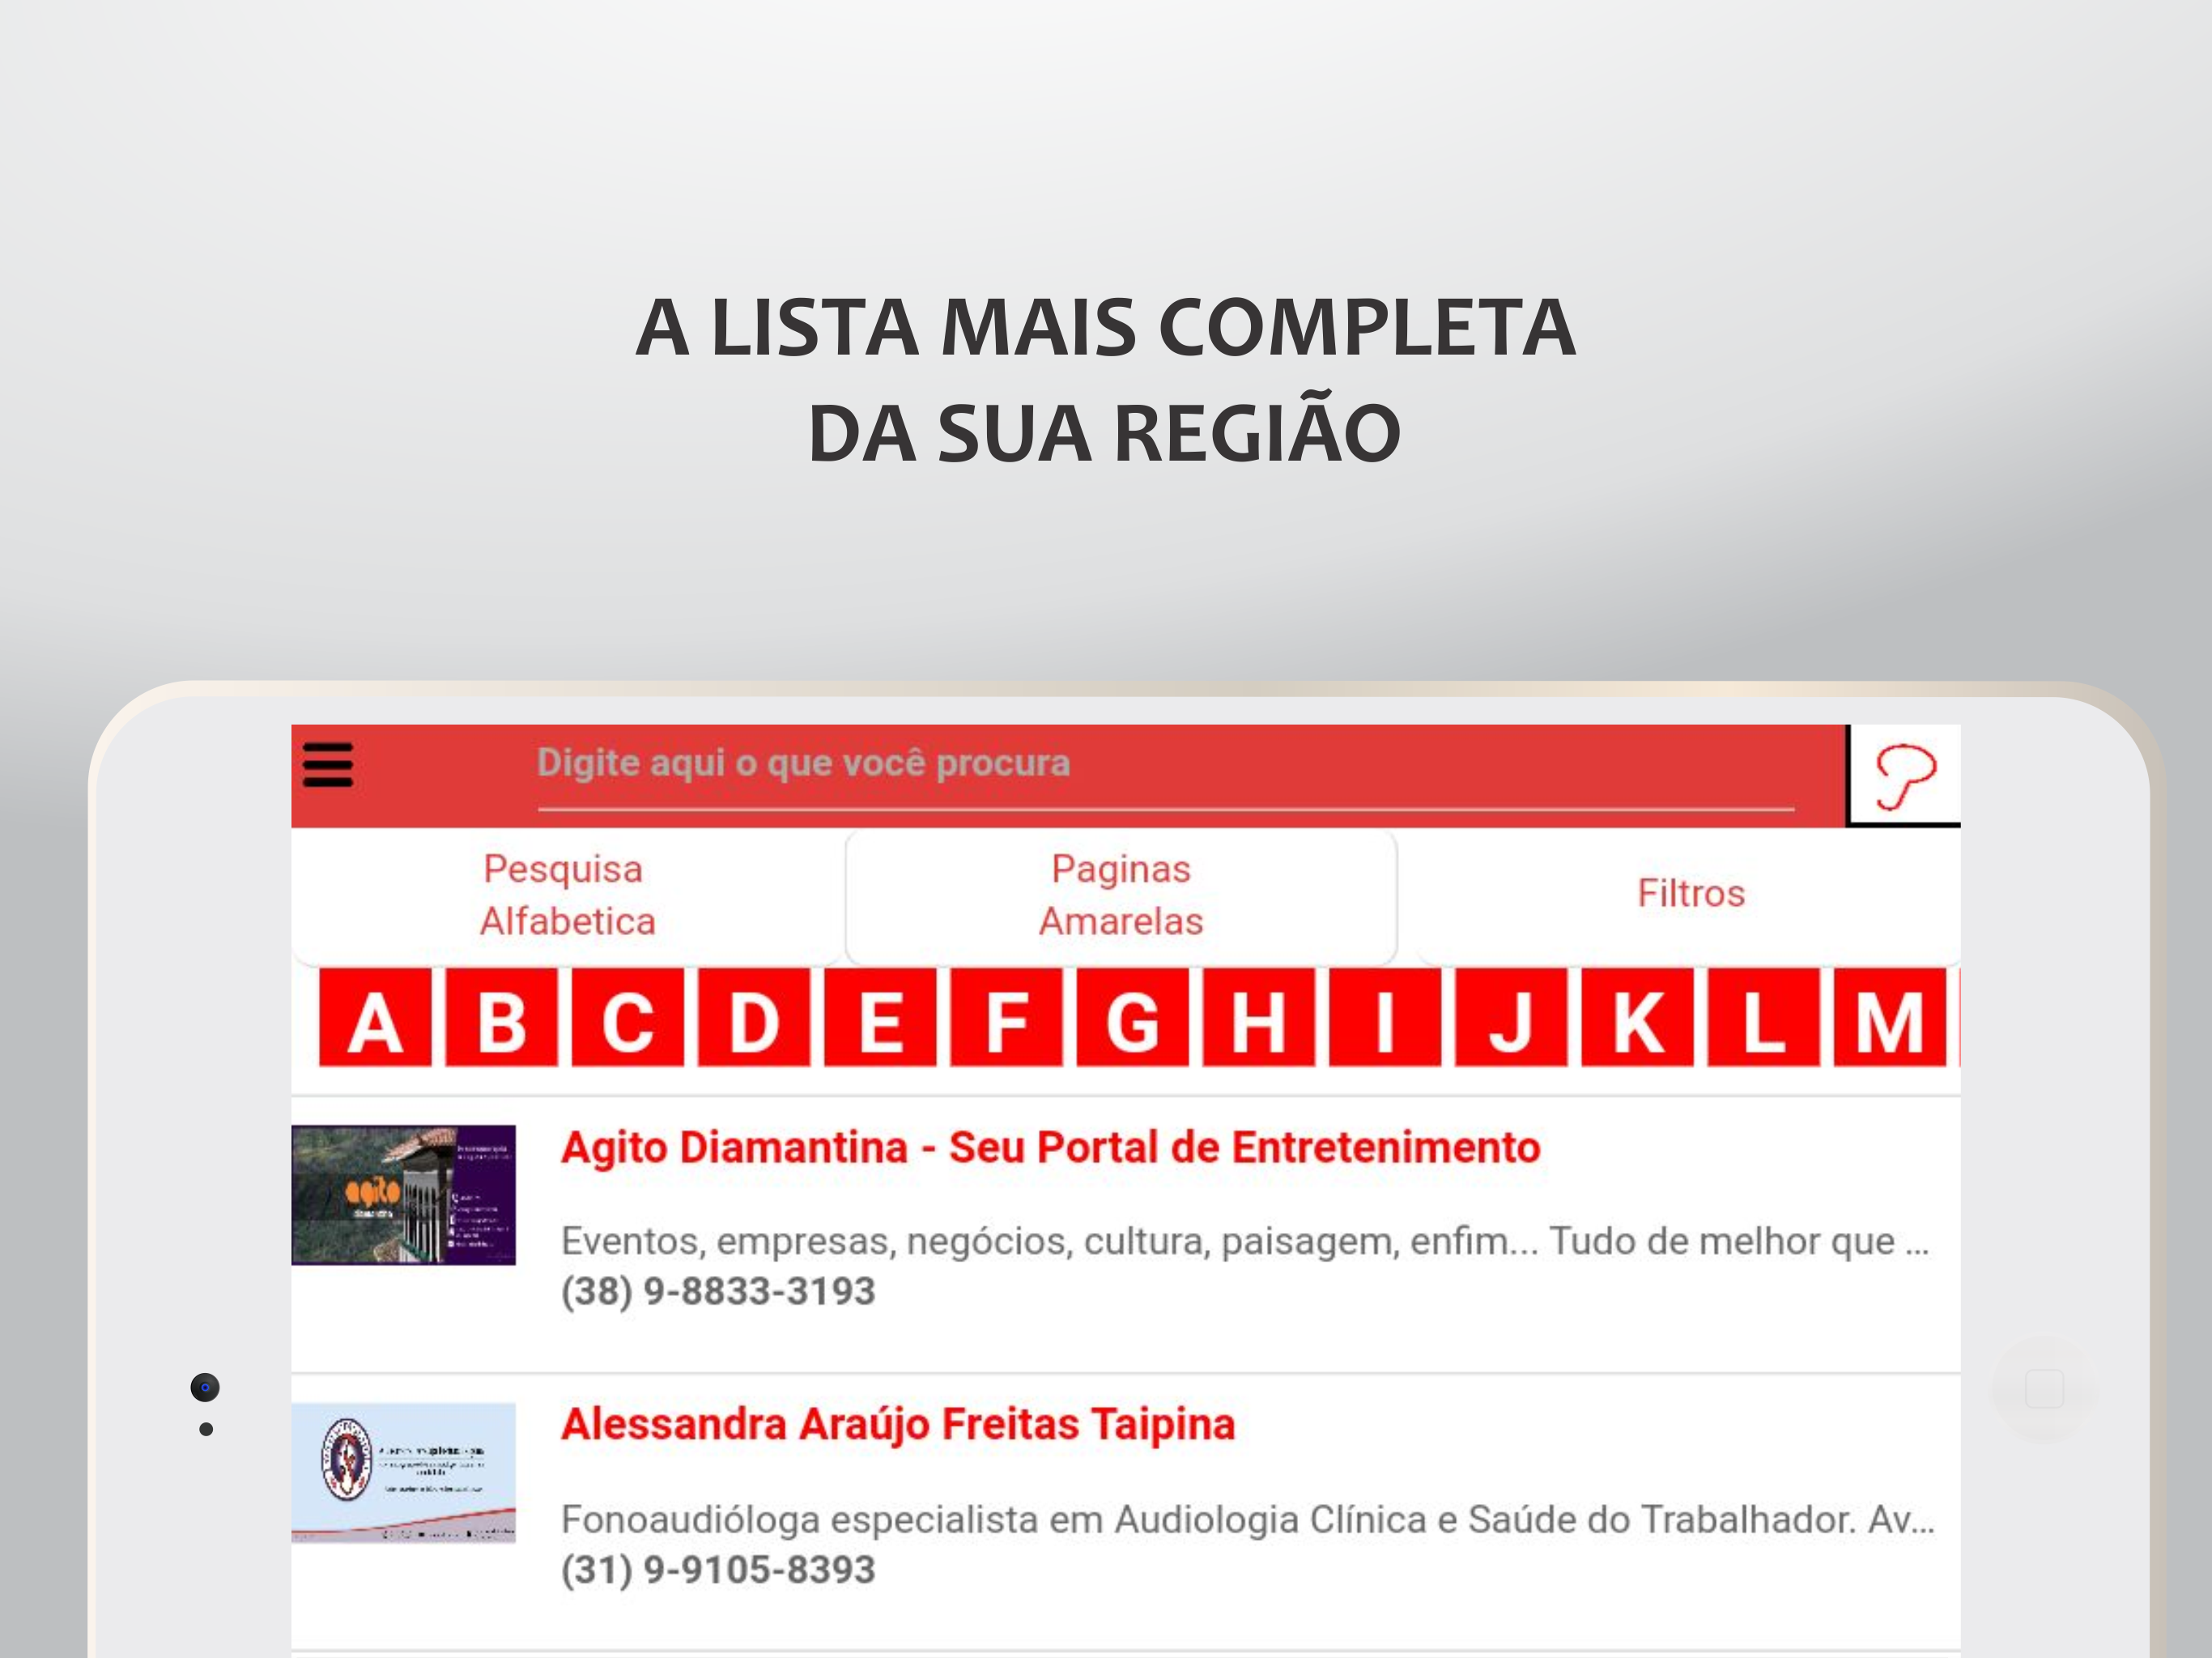 A LISTA MAIS COMPLETA
DA SUA REGIÃO
Digite aqui o que você procura
Pesquisa
Alfabetica
Paginas
Amarelas
Filtros
A B C D E F G H I J K L M
Agito Diamantina - Seu Portal de Entretenimento
agito
diamantina
Eventos, empresas, negócios, cultura, paisagem, enfim... Tudo de melhor que ...
(38) 9-8833-3193
Alessandra Araújo Freitas Taipina
Fonoaudióloga especialista em Audiologia Clínica e Saúde do Trabalhador. Av...
(31) 9-9105-8393